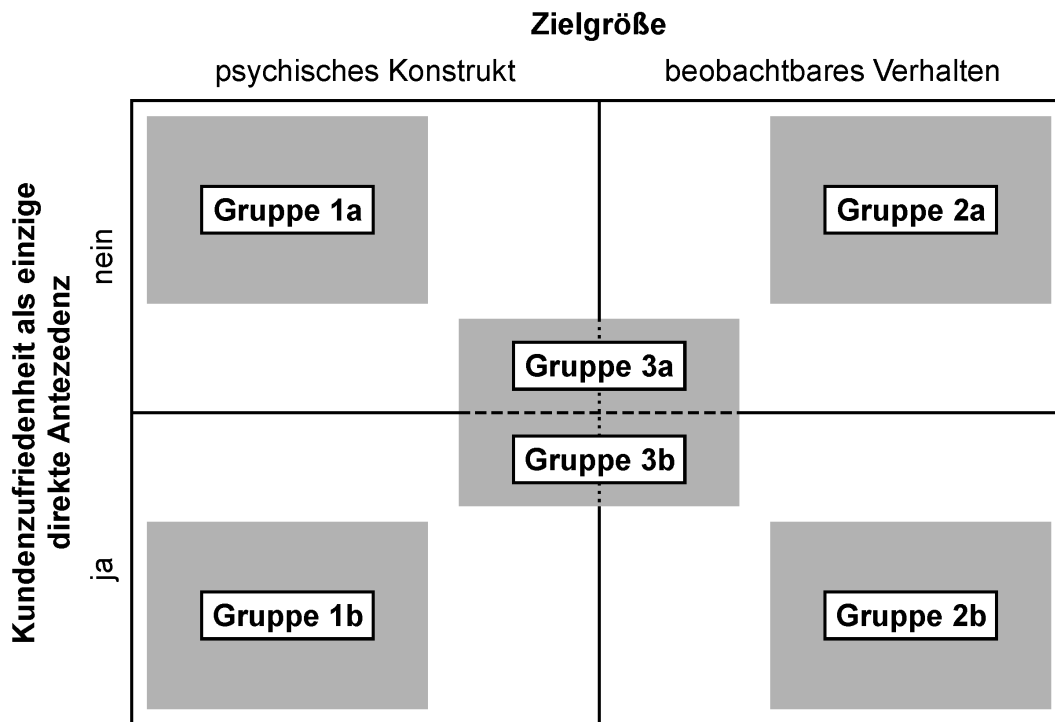 Zielgröße
psychisches Konstrukt
beobachtbares Verhalten
Kundenzufriedenheit als einzige
direkte Antezedenz
nein
Gruppe 1a
Gruppe 2a
Gruppe 3a
Gruppe 3b
ja
Gruppe 1b
Gruppe 2b